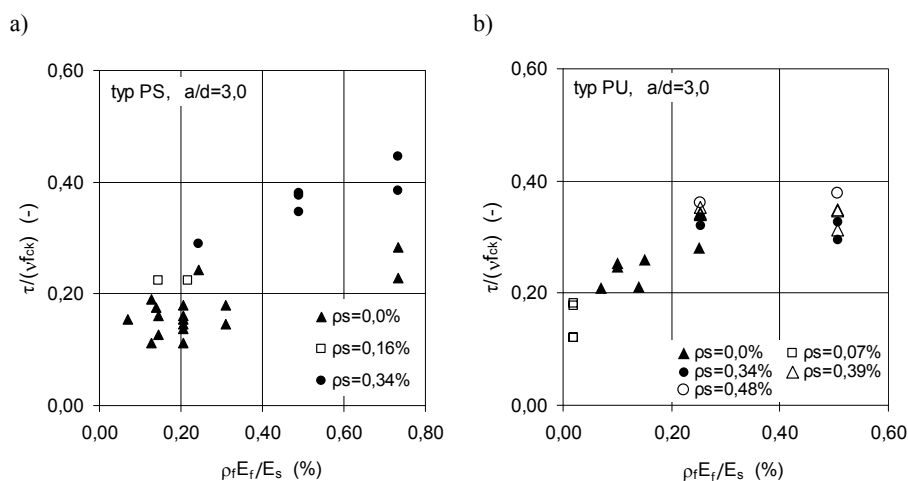 a)
0,60
typ PS, a/d=3,0
0,40
τ/(νfck) (-)
0,20
▲ ρs=0,0%
□ ρs=0,16%
● ρs=0,34%
0,00
0,00 0,20 0,40 0,60 0,80
ρfEf/Es (%)
b)
0,60
typ PU, a/d=3,0
0,40
τ/(νfck) (-)
0,20
▲ ρs=0,0% □ ρs=0,07%
● ρs=0,34% △ ρs=0,39%
○ ρs=0,48%
0,00
0,00 0,20 0,40 0,60
ρfEf/Es (%)